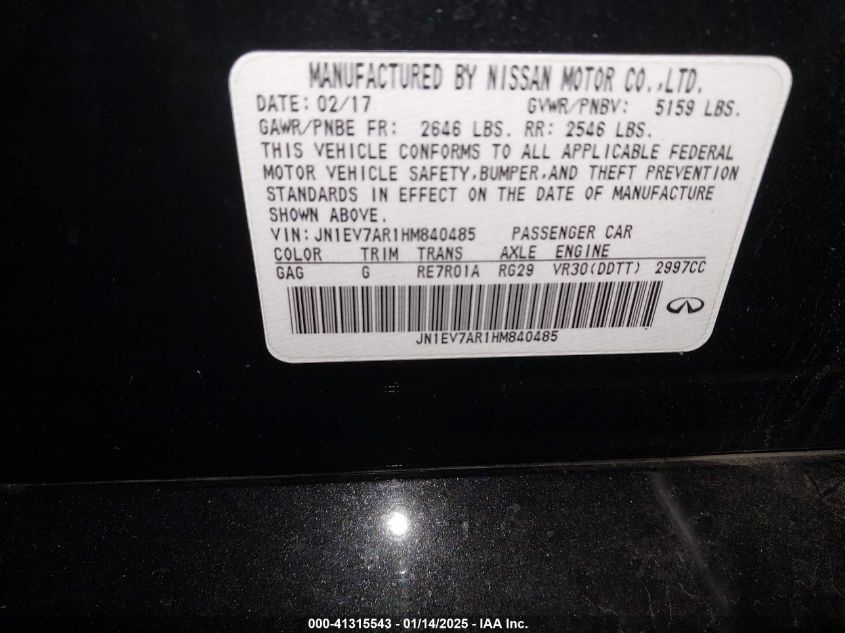 MANUFACTURED BY NISSAN MOTOR CO.,LTD.
DATE: 02/17 GVWR/PNBV: 5159 LBS.
GAWR/PNBE FR: 2646 LBS. RR: 2546 LBS.
THIS VEHICLE CONFORMS TO ALL APPLICABLE FEDERAL
MOTOR VEHICLE SAFETY,BUMPER,AND THEFT PREVENTION
STANDARDS IN EFFECT ON THE DATE OF MANUFACTURE
SHOWN ABOVE.
VIN: JN1EV7AR1HM840485 PASSENGER CAR
COLOR TRIM TRANS AXLE ENGINE
GAG G RE7R01A RG29 VR30(DDTT) 2997CC
JN1EV7AR1HM840485
000-41315543 - 01/14/2025 - IAA Inc.